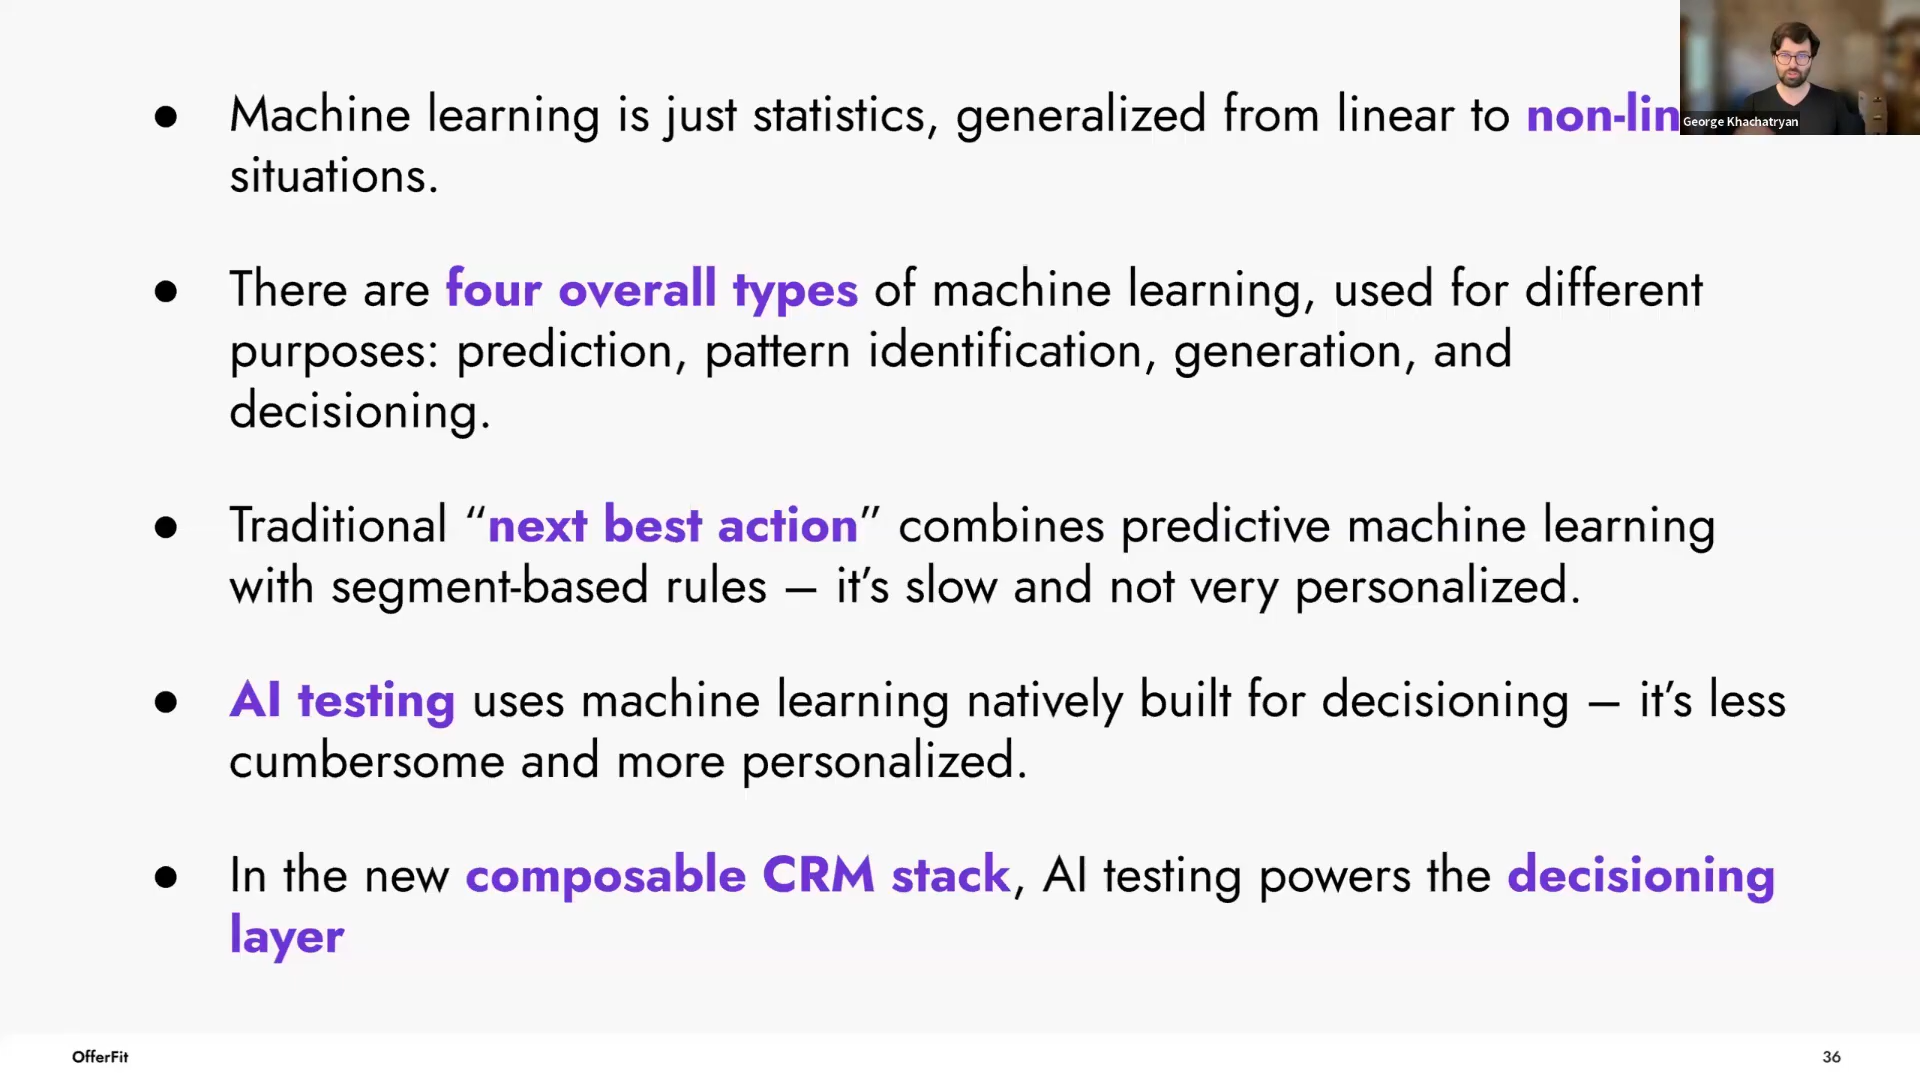 ● Machine learning is just statistics, generalized from linear to non-lin
situations.
● There are four overall types of machine learning, used for different
purposes: prediction, pattern identification, generation, and
decisioning.
● Traditional “next best action” combines predictive machine learning
with segment-based rules – it’s slow and not very personalized.
● AI testing uses machine learning natively built for decisioning – it’s less
cumbersome and more personalized.
● In the new composable CRM stack, AI testing powers the decisioning
layer
George Khachatryan
OfferFit
36